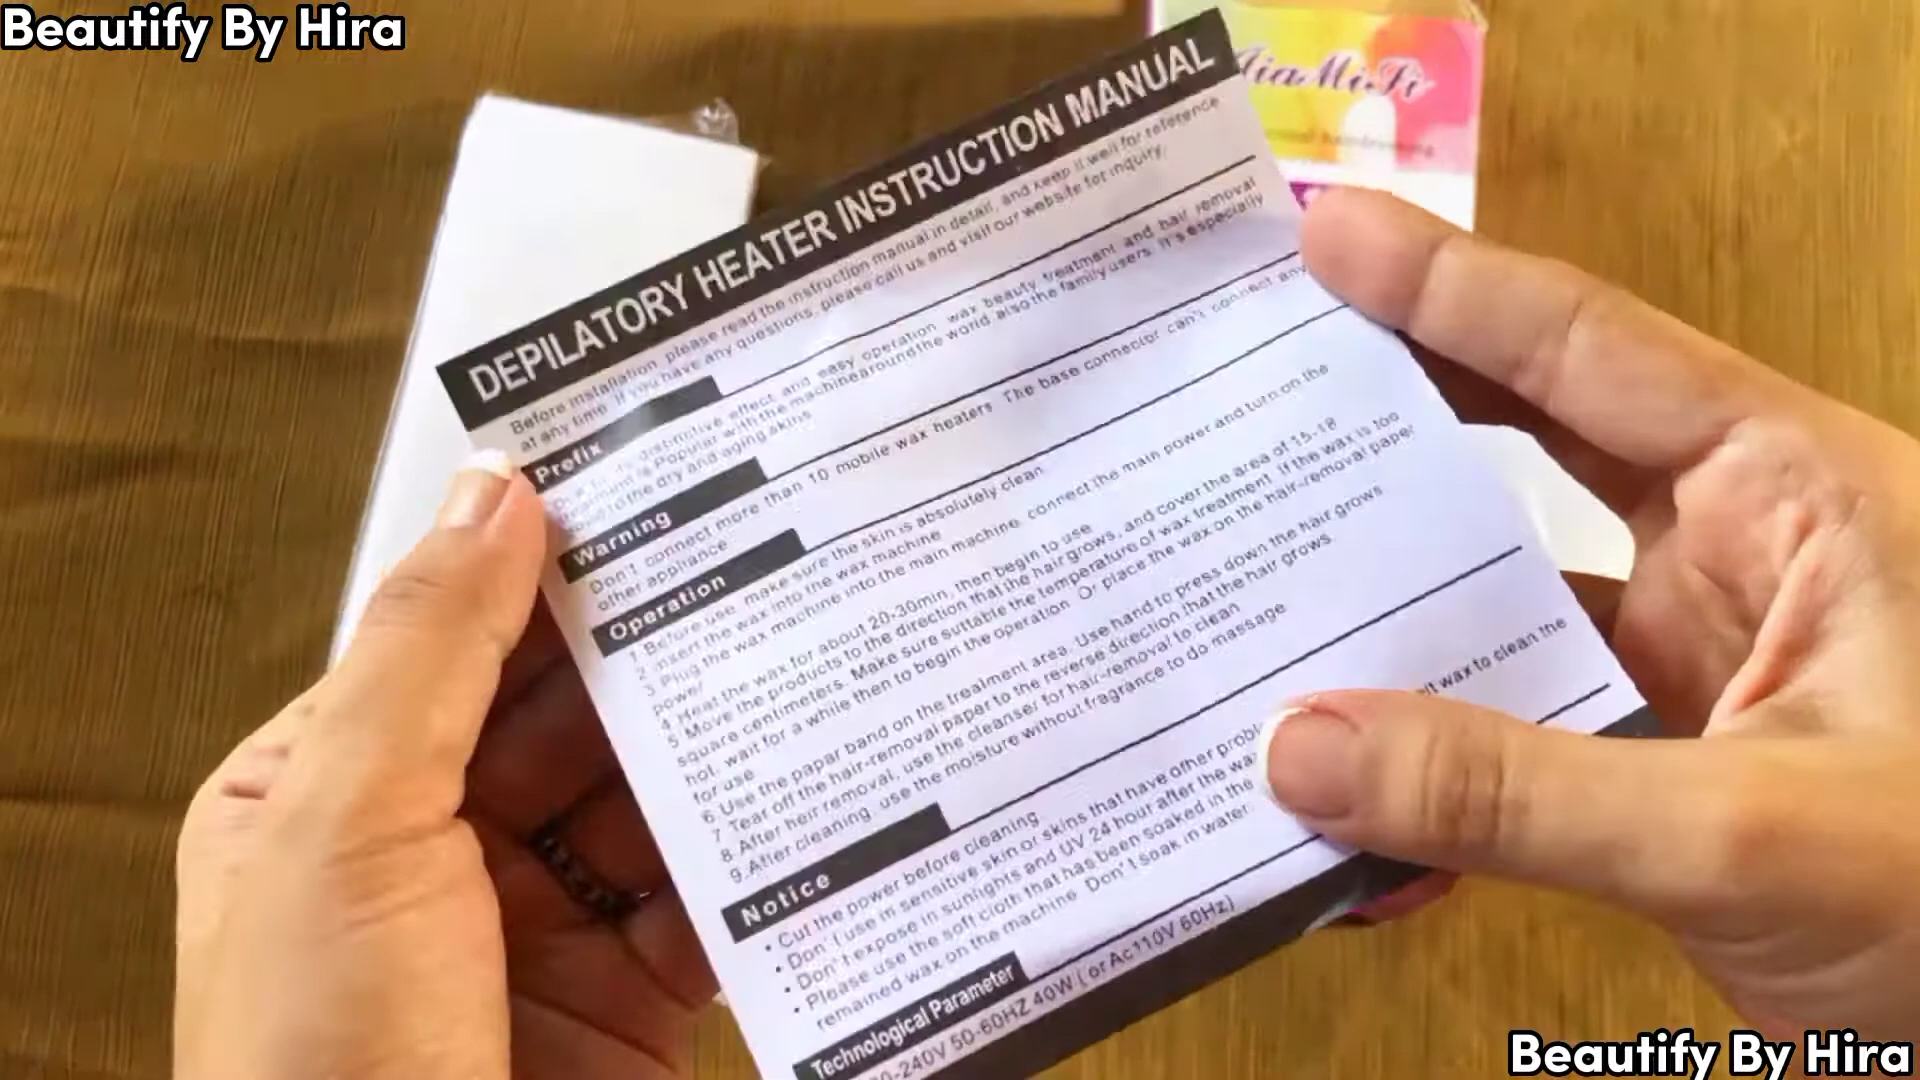 Beautify By Hira
DEPILATORY HEATER INSTRUCTION MANUAL
Before installation, please read the instruction manual in detail, and keep it well for reference
at any time. If you have any questions, please call us and visit our website for inquiry.
Prefix
distinctive effect and easy operation, wax beauty treatment and hair removal
is Popular with the machinearound the world also the family users. It's especially
to the dry and aging skins
Warning
Don't connect more than 10 mobile wax heaters. The base connector can't connect any
other appliance
Operation
1. Before use, make sure the skin is absolutely clean
2. Insert the wax into the wax machine
3. Plug the wax machine into the main machine, connect the main power and turn on the
power
4. Heat the wax for about 20-30min, then begin to use
5. Move the products to the direction that the hair grows, and cover the area of 15-18
square centimeters. Make sure suitable the temperature of wax treatment. If the wax is too
hot, wait for a while then to begin the operation. Or place the wax on the hair-removal paper
for use
6. Use the papar band on the treatment area. Use hand to press down the hair grows
7. Tear off the hair-removal paper to the reverse direction that the hair grows.
8. After heir removal, use the cleanser for hair-removal to clean
9. After cleaning, use the moisture without fragrance to do massage
Notice
• Cut the power before cleaning
• Don't use in sensitive skin or skins that have other
• Don't expose in sunlights and UV 24 hour after the
• Please use the soft cloth that has been soaked in the wax to clean the
remained wax on the machine. Don't soak in water.
Technological Parameter
-240V 50-60HZ 40W ( or Ac110V 60Hz)
Beautify By Hira